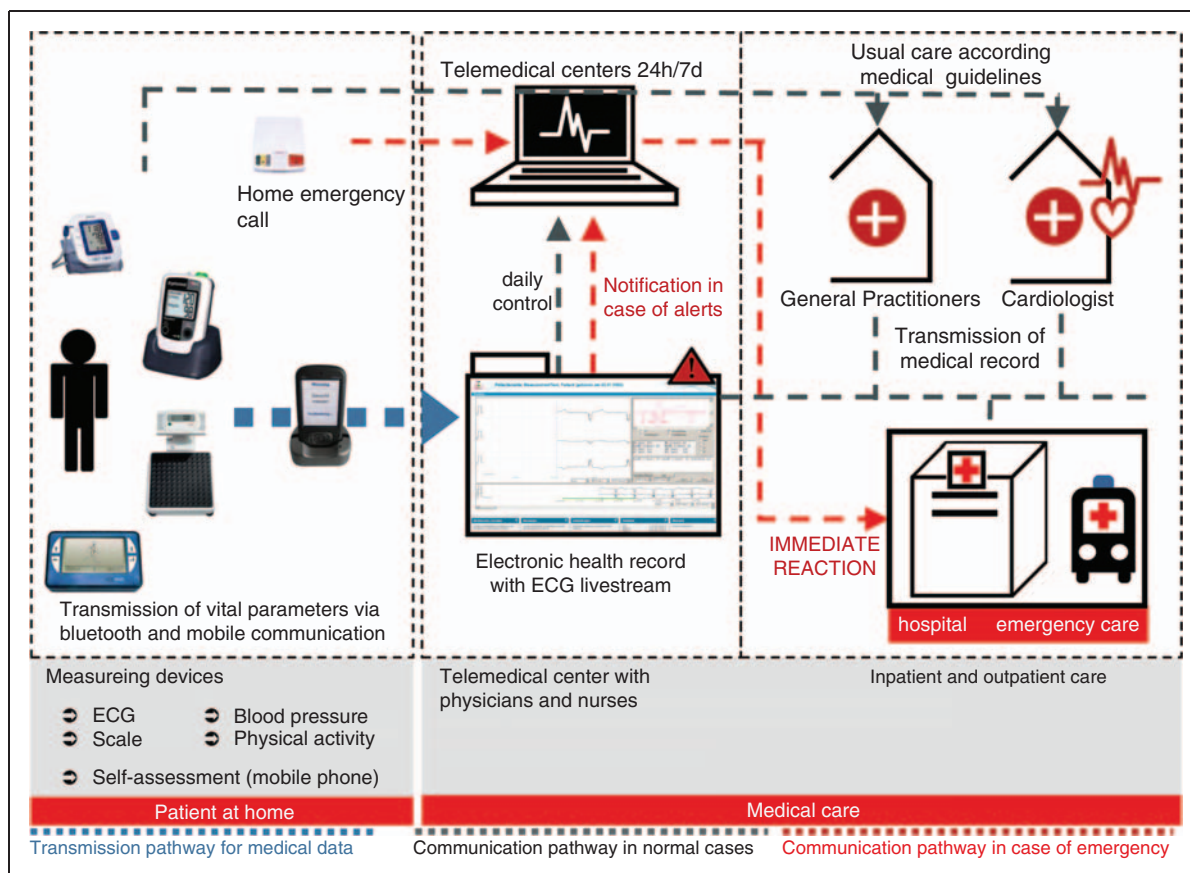 Telemedical centers 24h/7d
Usual care according
medical guidelines
Home emergency
call
daily
control
Notification in
case of alerts
General Practitioners
Cardiologist
Transmission of
medical record
Electronic health record
with ECG livestream
IMMEDIATE
REACTION
hospital
emergency care
Transmission of vital parameters via
bluetooth and mobile communication
Measureing devices
ECG
Blood pressure
Scale
Physical activity
Self-assessment (mobile phone)
Telemedical center with
physicians and nurses
Inpatient and outpatient care
Patient at home
Medical care
Transmission pathway for medical data
Communication pathway in normal cases
Communication pathway in case of emergency